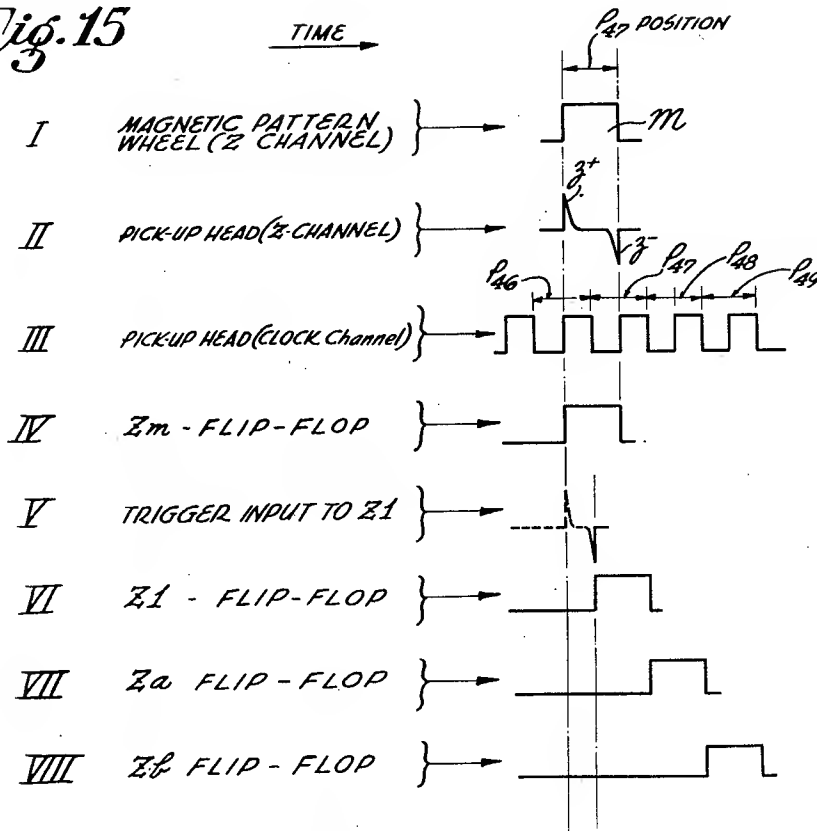 Fig. 15
TIME
P47 POSITION
I MAGNETIC PATTERN
WHEEL (Z CHANNEL)
M
II PICK-UP HEAD (Z-CHANNEL)
z+
z-
P46 P47 P48 P49
III PICK-UP HEAD (CLOCK Channel)
IV Zm - FLIP-FLOP
V TRIGGER INPUT TO Z1
VI Z1 - FLIP-FLOP
VII Za FLIP-FLOP
VIII Zb FLIP-FLOP